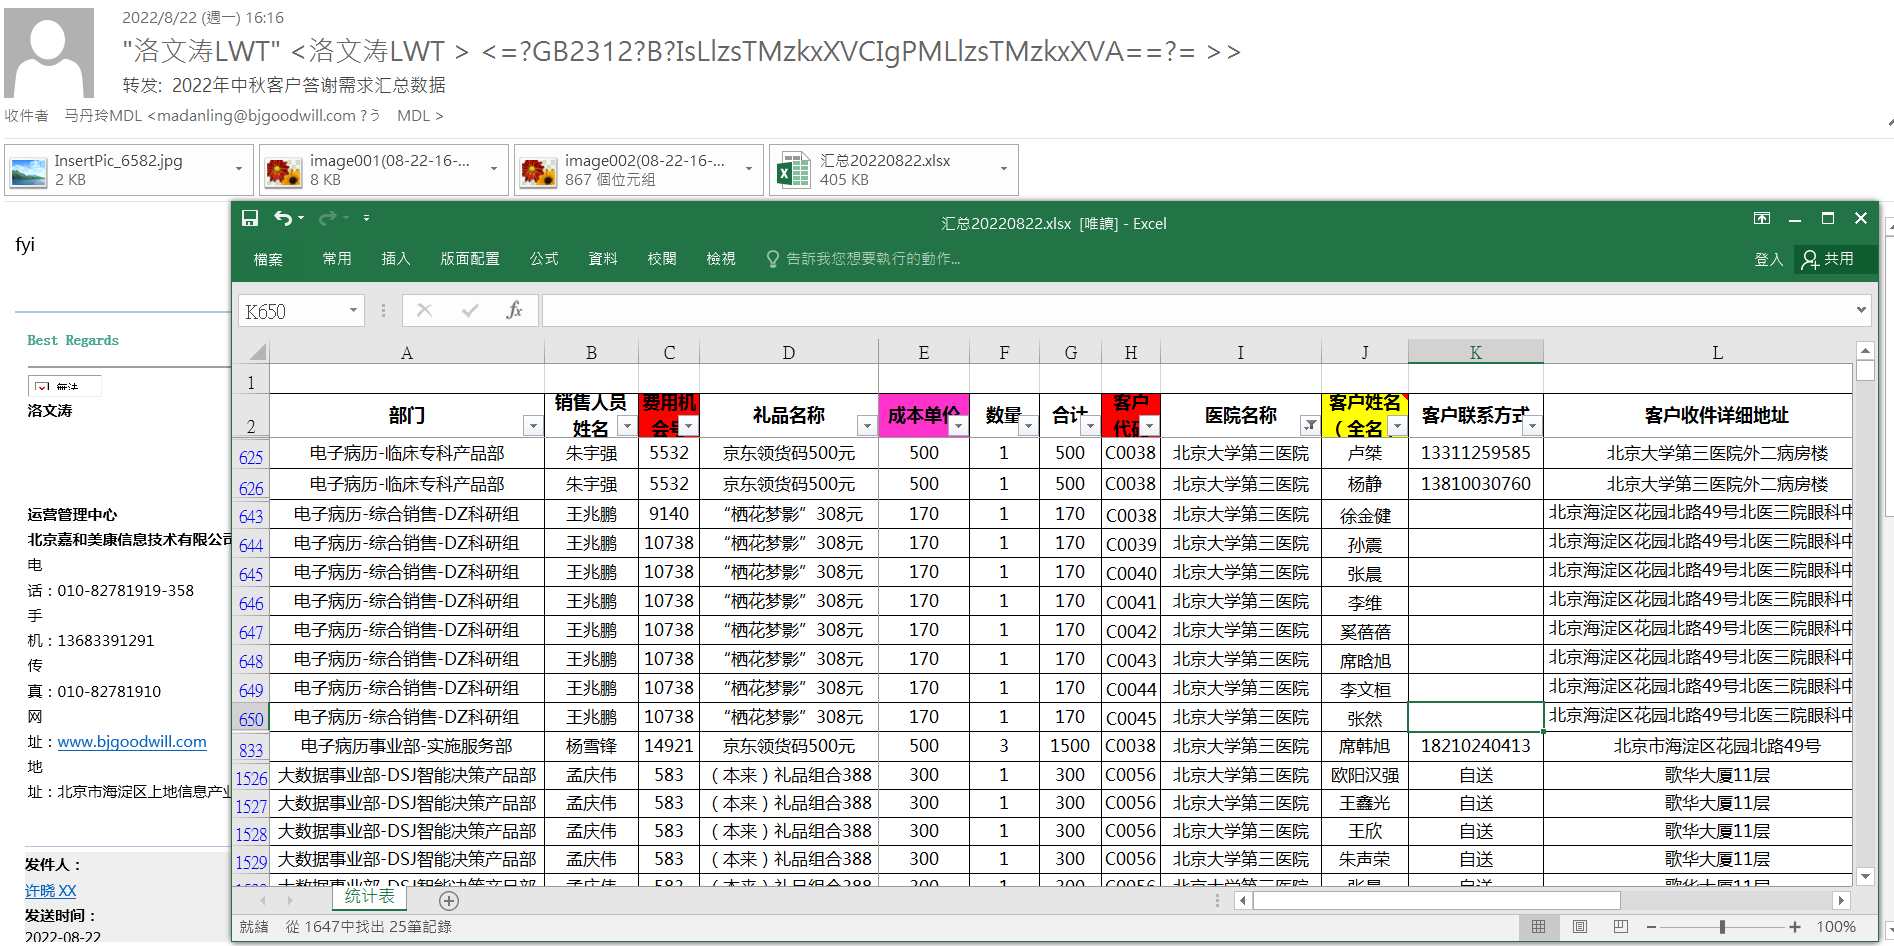 2022/8/22 (週一) 16:16
"洛文涛LWT" <洛文涛LWT > <=?GB2312?B?IsLlzsTMzkxXVCIgPMLlzsTMzkxXVA==?= >>
转发: 2022年中秋客户答谢需求汇总数据
收件者 马丹玲MDL <madanling@bjgoodwill.com ?う MDL >
InsertPic_6582.jpg
2 KB
image001(08-22-16-...
8 KB
image002(08-22-16-...
867 個位元組
汇总20220822.xlsx
405 KB
fyi
Best Regards
洛文涛
运营管理中心
北京嘉和美康信息技术有限公司
电
话：010-82781919-358
手
机：13683391291
传
真：010-82781910
网
址：www.bjgoodwill.com
地
址：北京市海淀区上地信息产业
发件人：
许晓 XX
发送时间：
2022-08-22
汇总20220822.xlsx [唯讀] - Excel
檔案 常用 插入 版面配置 公式 資料 校閱 檢視 告訴我您想要執行的動作... 登入 共用
K650 fx
A B C D E F G H I J K L
1
2 部门 销售人员姓名 费用机会号 礼品名称 成本单价 数量 合计 客户代码 医院名称 客户姓名（全名 客户联系方式 客户收件详细地址
625 电子病历-临床专科产品部 朱宇强 5532 京东领货码500元 500 1 500 C0038 北京大学第三医院 卢桀 13311259585 北京大学第三医院外二病房楼
626 电子病历-临床专科产品部 朱宇强 5532 京东领货码500元 500 1 500 C0038 北京大学第三医院 杨静 13810030760 北京大学第三医院外二病房楼
643 电子病历-综合销售-DZ科研组 王兆鹏 9140 “栖花梦影”308元 170 1 170 C0038 北京大学第三医院 徐金健 北京海淀区花园北路49号北医三院眼科中
644 电子病历-综合销售-DZ科研组 王兆鹏 10738 “栖花梦影”308元 170 1 170 C0039 北京大学第三医院 孙震 北京海淀区花园北路49号北医三院眼科中
645 电子病历-综合销售-DZ科研组 王兆鹏 10738 “栖花梦影”308元 170 1 170 C0040 北京大学第三医院 张晨 北京海淀区花园北路49号北医三院眼科中
646 电子病历-综合销售-DZ科研组 王兆鹏 10738 “栖花梦影”308元 170 1 170 C0041 北京大学第三医院 李维 北京海淀区花园北路49号北医三院眼科中
647 电子病历-综合销售-DZ科研组 王兆鹏 10738 “栖花梦影”308元 170 1 170 C0042 北京大学第三医院 奚蓓蓓 北京海淀区花园北路49号北医三院眼科中
648 电子病历-综合销售-DZ科研组 王兆鹏 10738 “栖花梦影”308元 170 1 170 C0043 北京大学第三医院 席晗旭 北京海淀区花园北路49号北医三院眼科中
649 电子病历-综合销售-DZ科研组 王兆鹏 10738 “栖花梦影”308元 170 1 170 C0044 北京大学第三医院 李文桓 北京海淀区花园北路49号北医三院眼科中
650 电子病历-综合销售-DZ科研组 王兆鹏 10738 “栖花梦影”308元 170 1 170 C0045 北京大学第三医院 张然 北京海淀区花园北路49号北医三院眼科中
833 电子病历事业部-实施服务部 杨雪锋 14921 京东领货码500元 500 3 1500 C0038 北京大学第三医院 席韩旭 18210240413 北京市海淀区花园北路49号
1526 大数据事业部-DSJ智能决策产品部 孟庆伟 583 （本来）礼品组合388 300 1 300 C0056 北京大学第三医院 欧阳汉强 自送 歌华大厦11层
1527 大数据事业部-DSJ智能决策产品部 孟庆伟 583 （本来）礼品组合388 300 1 300 C0056 北京大学第三医院 王鑫光 自送 歌华大厦11层
1528 大数据事业部-DSJ智能决策产品部 孟庆伟 583 （本来）礼品组合388 300 1 300 C0056 北京大学第三医院 王欣 自送 歌华大厦11层
1529 大数据事业部-DSJ智能决策产品部 孟庆伟 583 （本来）礼品组合388 300 1 300 C0056 北京大学第三医院 朱声荣 自送 歌华大厦11层
统计表
就緒 從 1647中找出 25筆記錄 100%